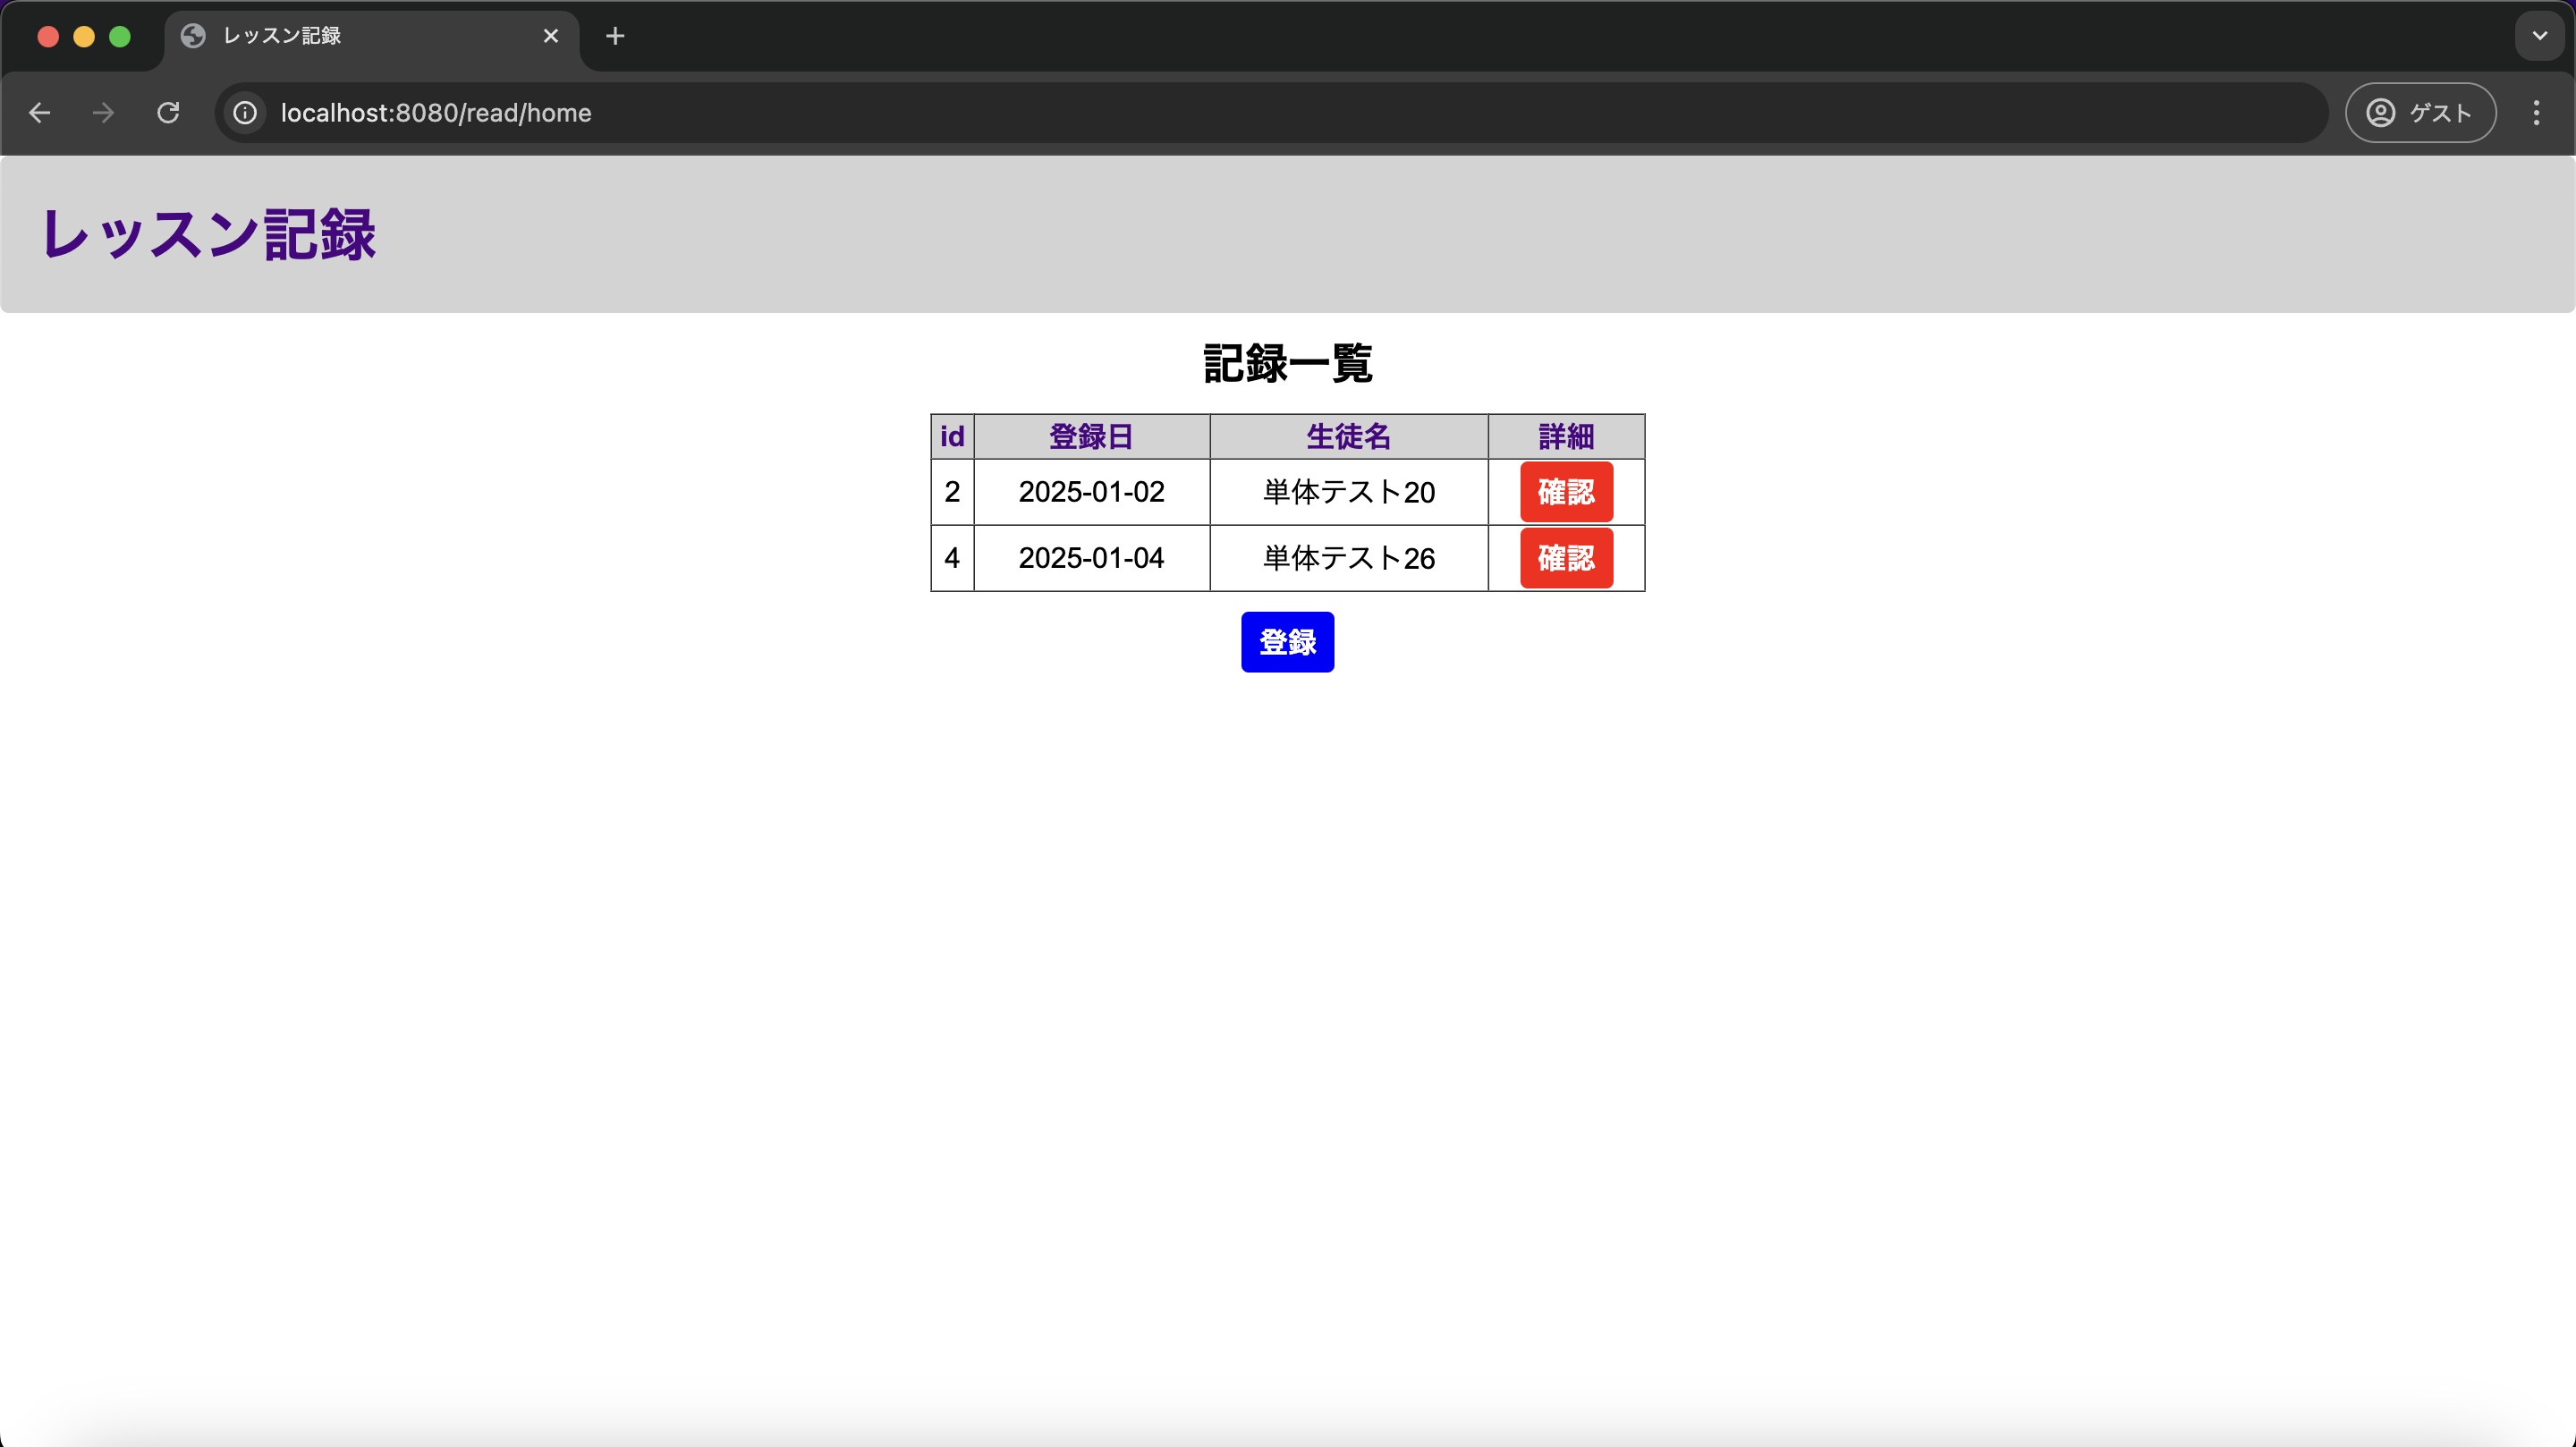 レッスン記録
localhost:8080/read/home
ゲスト
レッスン記録
記録一覧
id 登録日 生徒名 詳細
2 2025-01-02 単体テスト20 確認
4 2025-01-04 単体テスト26 確認
登録